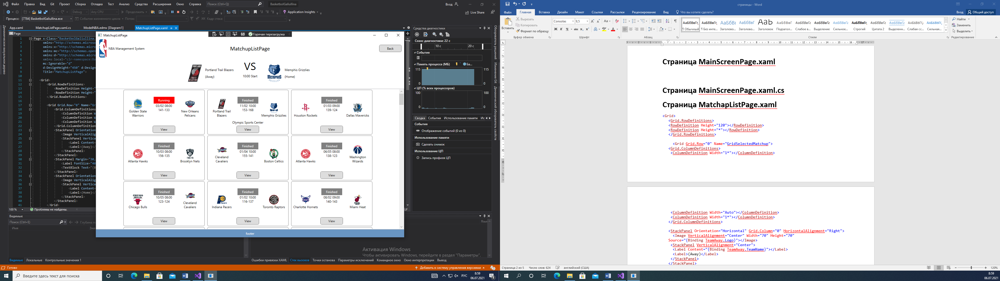 Файл Правка Вид Git Проект Сборка Отладка Тест Анализ Средства Расширения Окно Справка Поиск (Ctrl+Q) BasketbolGaliullina Вход
Debug Any CPU Продолжить Application Insights Live Share
Процесс: [7784] BasketbolGaliullina.exe События жизненного цикла Поток: Кадр стека:
App.xaml MatchupListPage.xaml.cs ModelNBA.edmx [Diagram1] MatchupListPage.xaml
Page
1 <Page x:Class="BasketbolGaliullina.
2 xmlns="http://schemas.micros
3 xmlns:x="http://schemas.micr
4 xmlns:mc="http://schemas.open
5 xmlns:d="http://schemas.micro
6 xmlns:local="clr-namespace:Ba
7 mc:Ignorable="d"
8 d:DesignHeight="450" d:Design
9 Title="MatchupListPage">
10
11 <Grid>
12 <Grid.RowDefinitions>
13 <RowDefinition Height="
14 <RowDefinition Height="
15 </Grid.RowDefinitions>
16
17 <Grid Grid.Row="0" Name="Gr
18 <Grid.ColumnDefinitions
19 <ColumnDefinition W
20 <ColumnDefinition W
21 <ColumnDefinition W
22 </Grid.ColumnDefinition
23 <StackPanel Orientation
24 <Image VerticalAlig
25 <StackPanel Vertica
26 <Label Content=
27 <Label>(Away)</
28 </StackPanel>
29 </StackPanel>
30 <StackPanel Margin="30,
31 <Label FontSize="40
32 <TextBlock Text="{B
33 </StackPanel>
34 <StackPanel Orientation
35 <Image VerticalAlig
36 <StackPanel Vertica
37 <Label Content=
38 <Label>(Home)</
39 </StackPanel>
40 </StackPanel>
41 </Grid>
100 % Проблемы не найдены.
Видимые
Поиск (Ctrl+E)
Имя
Видимые Локальные Контрольные значения 1
Готово
Введите здесь текст для поиска
MatchupListPage
Горячая перезагрузка
NBA Management System
MatchupListPage
Back
Portland Trail Blazers
(Away)
VS
10:00 Start
Memphis Grizzlies
(Home)
Golden State Warriors Running 03/02 08:00 141-133 New Orleans Pelicans View
Portland Trail Blazers Finished 11/02 10:00 153-168 Memphis Grizzlies Olympic Sports Center View
Houston Rockets Finished 01/03 09:00 139-124 Dallas Mavericks View
Atlanta Hawks Finished 10/03 08:00 156-135 Brooklyn Nets View
Cleveland Cavaliers Finished 01/04 10:00 155-141 Boston Celtics View
Atlanta Hawks Finished 06/05 08:00 138-123 Washington Wizards View
Chicago Bulls Finished 10/05 08:00 123-124 Cleveland Cavaliers View
Indiana Pacers Finished 01/02 10:00 116-137 Toronto Raptors View
Charlotte Hornets Finished 08/02 09:00 140-143 Miami Heat View
footer
Средства диагностики
Сеанс диагностики: 22 с
10 с 20 с
События
Память процесса (МБ) Ба...
115 115
0 0
ЦП (% всех процессоров)
100 100
0 0
Сводка События Использование памяти Ис
События
Отображение событий (0 из 0)
Использование памяти
Сделать снимок
Использование ЦП
Запись профиля ЦП
Активация Windows
Чтобы активировать Windows, перейдите в раздел "Параметры".
Ошибки привязки XAML Стек вызовов Точки останова Параметры исключений Командное окно Окно интерпретации Вывод
Добавить в систему управления версиями
РУС 8:59 06.07.2021
страницы - Word
Файл Главная Вставка Дизайн Макет Ссылки Рассылки Рецензирование Вид Что вы хотите сделать? Вход Общий доступ
Вставить Вырезать Копировать Формат по образцу
Consolas 9,5
Буфер обмена Шрифт Абзац Стили Редактирование
Обычный Без инте... Заголово... Заголово... Заголовок Подзагол... Слабое в... Выделение Сильное... Строгий Цитата 2 Выделенн... Слабая сс... Сильная...
Найти Заменить Выделить
Страница MainScreenPage.xaml
Страница MainScreenPage.xaml.cs
Страница MatchapListPage.xaml
<Grid>
<Grid.RowDefinitions>
<RowDefinition Height="120"></RowDefinition>
<RowDefinition Height="*"></RowDefinition>
</Grid.RowDefinitions>
<Grid Grid.Row="0" Name="GridSelectedMatchup">
<Grid.ColumnDefinitions>
<ColumnDefinition Width="1*"></ColumnDefinition>
<ColumnDefinition Width="Auto"></ColumnDefinition>
<ColumnDefinition Width="1*"></ColumnDefinition>
</Grid.ColumnDefinitions>
<StackPanel Orientation="Horizontal" Grid.Column="0" HorizontalAlignment="Right">
<Image VerticalAlignment="Center" Width="70" Height="70"
Source="{Binding TeamAway.Logo}"></Image>
<StackPanel VerticalAlignment="Center">
<Label Content="{Binding TeamAway.TeamName}"></Label>
<Label>(Away)</Label>
</StackPanel>
</StackPanel>
Страница 2 из 5 Число слов: 624 английский (США) 120%
8:59
06.07.2021